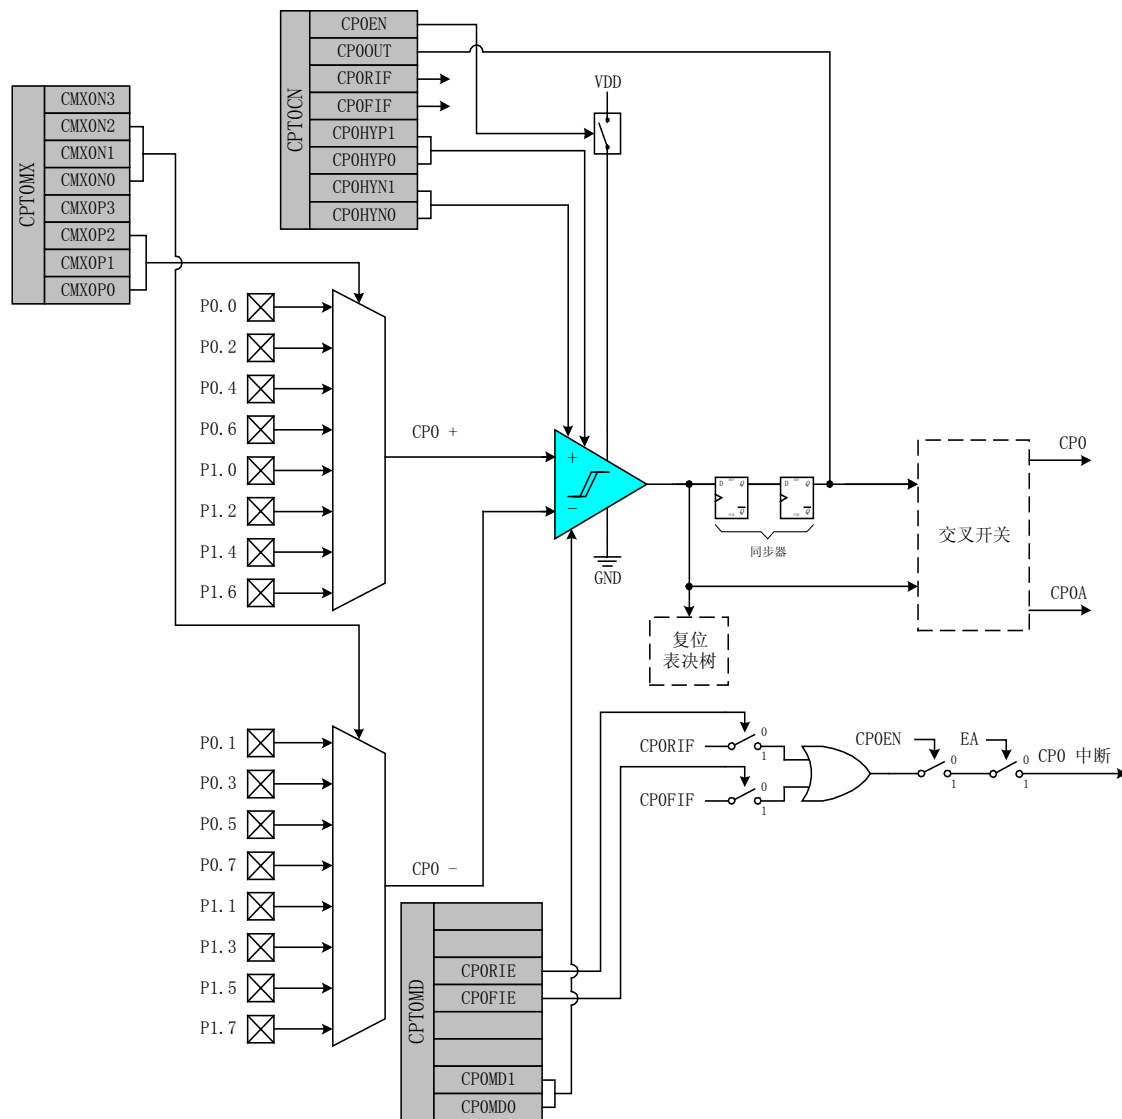 CP0EN
CP0OUT
CP0RIF
CP0FIF
CP0HYP1
CP0HYP0
CP0HYN1
CP0HYN0
CPT0CN
VDD
CMX0N3
CMX0N2
CMX0N1
CMX0N0
CMX0P3
CMX0P2
CMX0P1
CMX0P0
CPT0MX
P0.0
P0.2
P0.4
P0.6
P1.0
P1.2
P1.4
P1.6
CP0 +
+
−
GND
D
Q
Q
D
Q
Q
同步器
交叉开关
CP0
CP0A
复位
表决树
P0.1
P0.3
P0.5
P0.7
P1.1
P1.3
P1.5
P1.7
CP0 -
CP0RIF
0
1
CP0FIF
0
1
CP0EN
0
1
EA
0
1
CP0 中断
CP0RIE
CP0FIE
CP0MD1
CP0MD0
CPT0MD